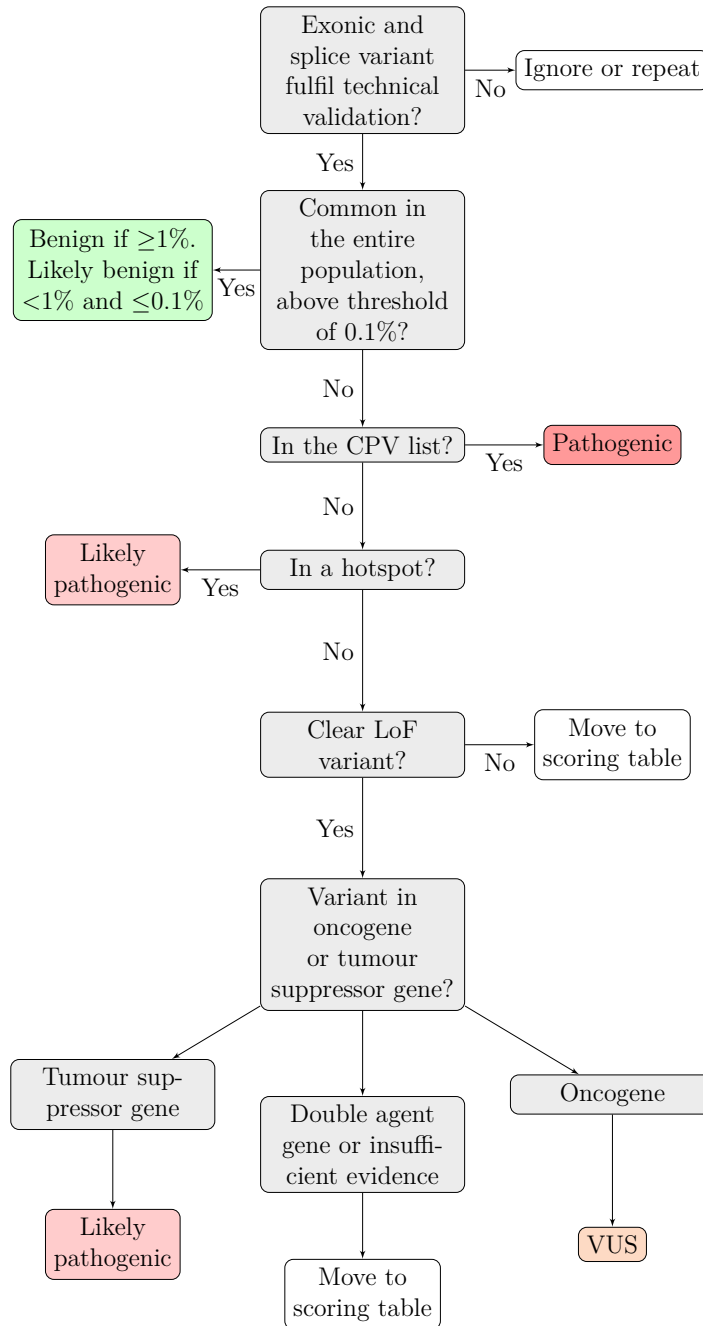 Exonic and
splice variant
fulfil technical
validation?
No
Ignore or repeat
Yes
Common in
the entire
population,
above threshold
of 0.1%?
Yes
Benign if ≥1%.
Likely benign if
<1% and ≤0.1%
No
In the CPV list?
Yes
Pathogenic
No
In a hotspot?
Yes
Likely
pathogenic
No
Clear LoF
variant?
No
Move to
scoring table
Yes
Variant in
oncogene
or tumour
suppressor gene?
Tumour sup-
pressor gene
Double agent
gene or insuffi-
cient evidence
Oncogene
Likely
pathogenic
Move to
scoring table
VUS